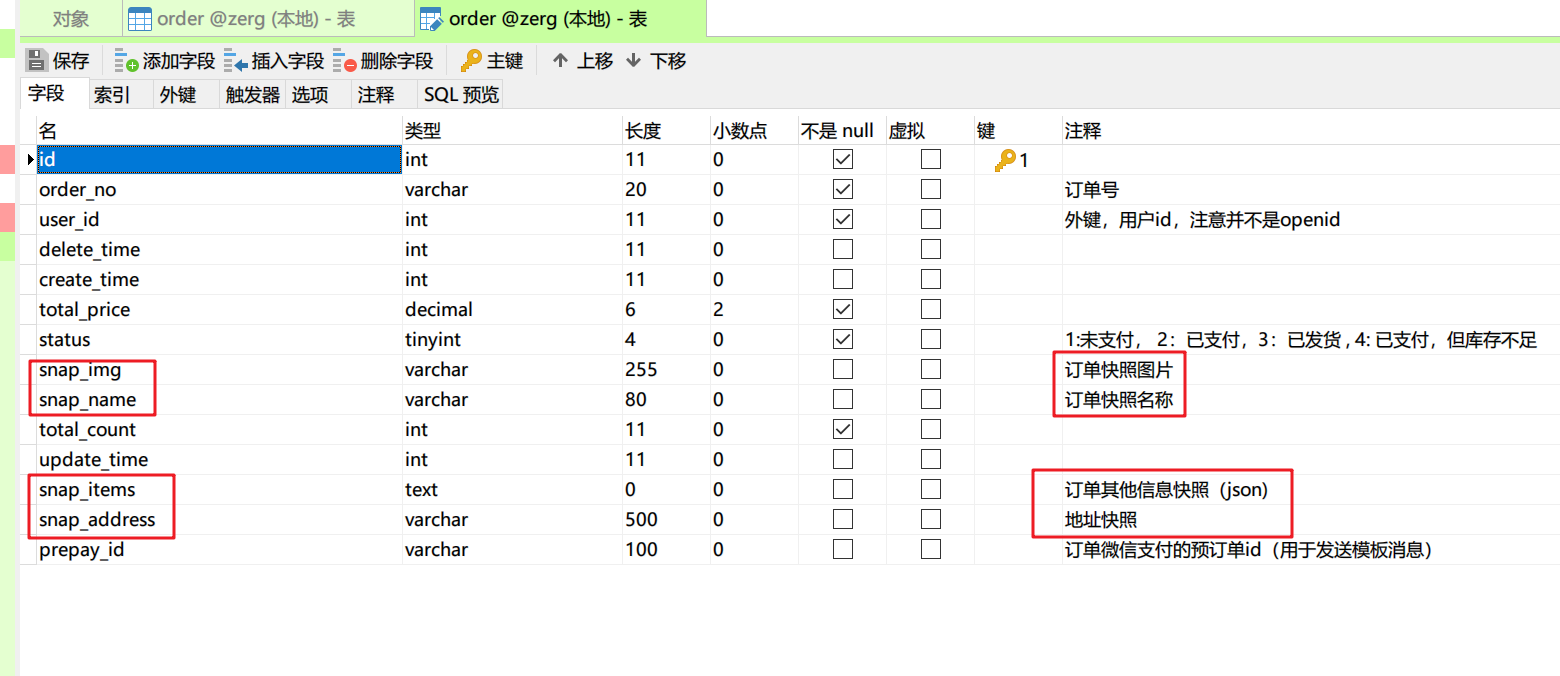 对象 order @zerg (本地) - 表 order @zerg (本地) - 表
保存 添加字段 插入字段 删除字段 主键 上移 下移
字段 索引 外键 触发器 选项 注释 SQL 预览
名 类型 长度 小数点 不是 null 虚拟 键 注释
id int 11 0 1
order_no varchar 20 0 订单号
user_id int 11 0 外键，用户id，注意并不是openid
delete_time int 11 0
create_time int 11 0
total_price decimal 6 2
status tinyint 4 0 1:未支付， 2：已支付，3：已发货 , 4: 已支付，但库存不足
snap_img varchar 255 0 订单快照图片
snap_name varchar 80 0 订单快照名称
total_count int 11 0
update_time int 11 0
snap_items text 0 0 订单其他信息快照（json)
snap_address varchar 500 0 地址快照
prepay_id varchar 100 0 订单微信支付的预订单id（用于发送模板消息）